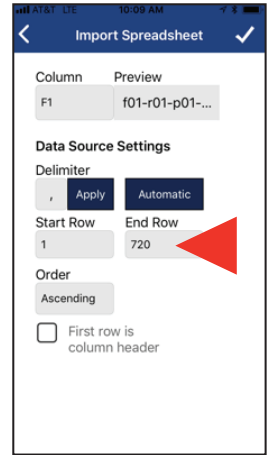 AT&T LTE 10:09 AM
Import Spreadsheet
Column Preview
F1 f01-r01-p01-...
Data Source Settings
Delimiter
, Apply Automatic
Start Row End Row
1 720
Order
Ascending
First row is
column header